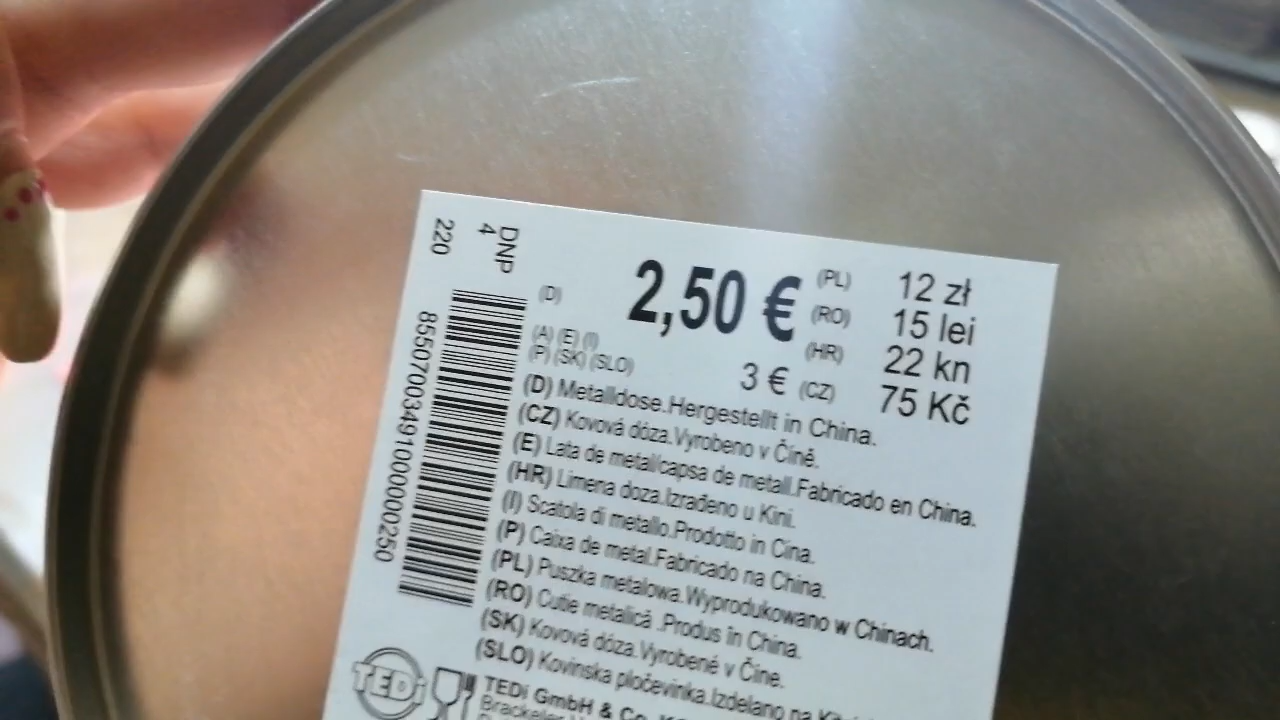 220
DNP
4
85507003491000000250
(D) 2,50 € (PL) 12 zł
(RO) 15 lei
(A) (E) (I)
(HR) 22 kn
(P) (SK) (SLO) 3 € (CZ) 75 Kč
(D) Metalldose.Hergestellt in China.
(CZ) Kovová dóza.Vyrobeno v Číně.
(E) Lata de metal/capsa de metall.Fabricado en China.
(HR) Limena doza.Izrađeno u Kini.
(I) Scatola di metallo.Prodotto in Cina.
(P) Caixa de metal.Fabricado na China.
(PL) Puszka metalowa.Wyprodukowano w Chinach.
(RO) Cutie metalică .Produs în China.
(SK) Kovová dóza.Vyrobené v Číne.
(SLO) Kovinska pločevinka.Izdelano na
TEDi
TEDi GmbH & Co.
Brackeler